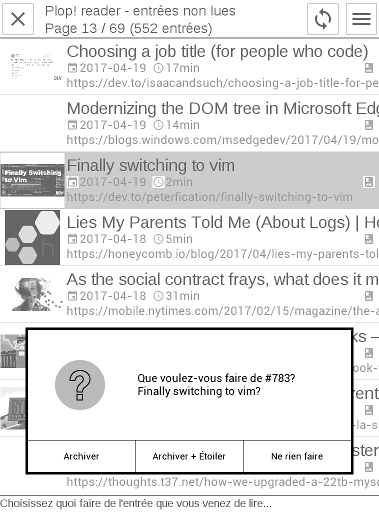 Plop! reader - entrées non lues
Page 13 / 69 (552 entrées)
Choosing a job title (for people who code)
2017-04-19 17min
https://dev.to/isaacandsuch/choosing-a-job-title-for-pe
Modernizing the DOM tree in Microsoft Edg
2017-04-19 14min
https://blogs.windows.com/msedgedev/2017/04/19/mo
Finally Switching to Vim
Finally switching to vim
2017-04-19 2min
https://dev.to/peterfication/finally-switching-to-vim
Lies My Parents Told Me (About Logs) | Ho
2017-04-18 5min
https://honeycomb.io/blog/2017/04/lies-my-parents-tol
As the social contract frays, what does it m
2017-04-18 31min
https://mobile.nytimes.com/2017/02/15/magazine/the-a
ks –
ook-
Que voulez-vous faire de #783?
Finally switching to vim?
vent
-la-s
Archiver
Archiver + Étoiler
Ne rien faire
ster
https://thoughts.t37.net/how-we-upgraded-a-22tb-mysq
Choisissez quoi faire de l'entrée que vous venez de lire...